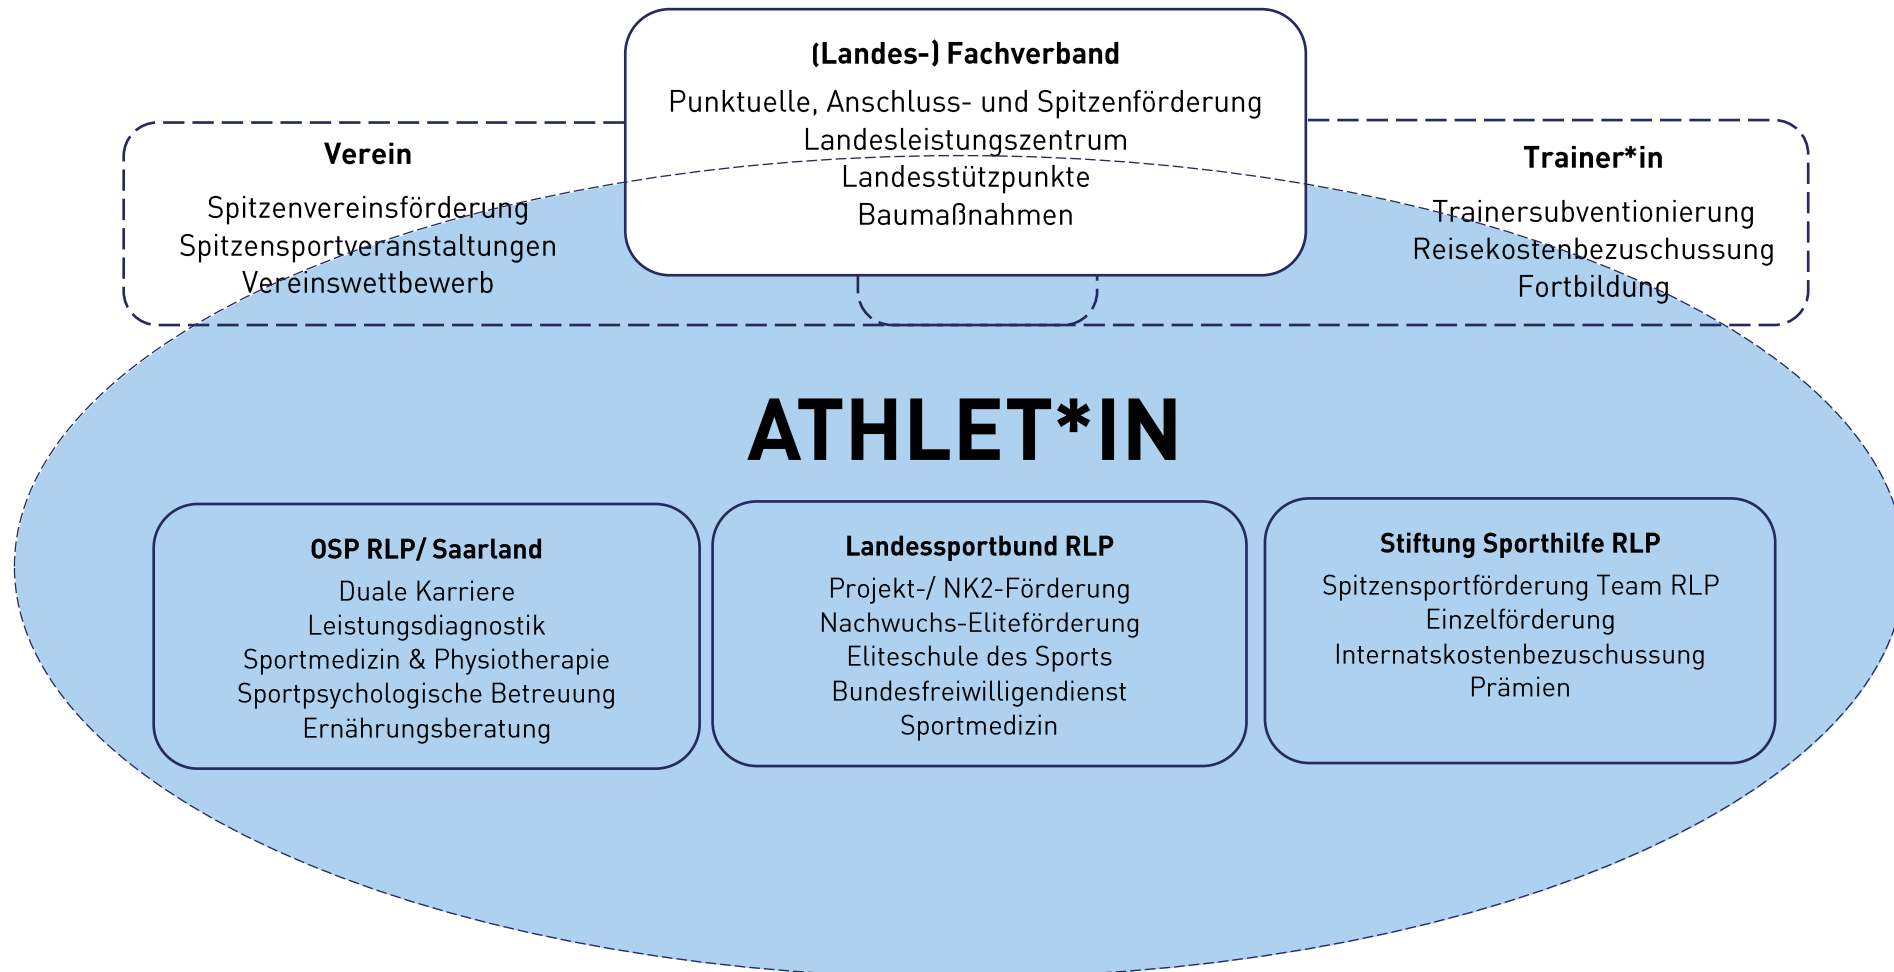 (Landes-) Fachverband
Punktuelle, Anschluss- und Spitzenförderung
Landesleistungszentrum
Landesstützpunkte
Baumaßnahmen
Verein
Spitzenvereinsförderung
Spitzensportveranstaltungen
Vereinswettbewerb
Trainer*in
Trainersubventionierung
Reisekostenbezuschussung
Fortbildung
ATHLET*IN
OSP RLP/ Saarland
Duale Karriere
Leistungsdiagnostik
Sportmedizin & Physiotherapie
Sportpsychologische Betreuung
Ernährungsberatung
Landessportbund RLP
Projekt-/ NK2-Förderung
Nachwuchs-Eliteförderung
Eliteschule des Sports
Bundesfreiwilligendienst
Sportmedizin
Stiftung Sporthilfe RLP
Spitzensportförderung Team RLP
Einzelförderung
Internatskostenbezuschussung
Prämien